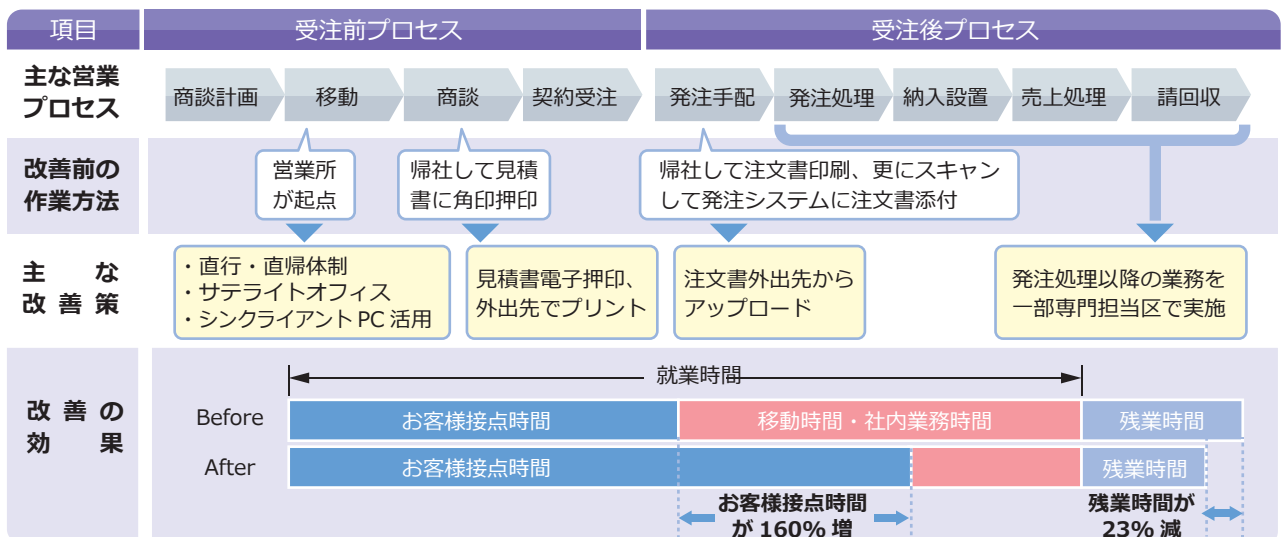 項目
受注前プロセス
受注後プロセス
主な営業
プロセス
商談計画
移動
商談
契約受注
発注手配
発注処理
納入設置
売上処理
請回収
改善前の
作業方法
営業所
が起点
帰社して見積
書に角印押印
帰社して注文書印刷、更にスキャン
して発注システムに注文書添付
主な
改善策
・直行・直帰体制
・サテライトオフィス
・シンクライアント PC 活用
見積書電子押印、
外出先でプリント
注文書外出先から
アップロード
発注処理以降の業務を
一部専門担当区で実施
改善の
効果
就業時間
Before
お客様接点時間
移動時間・社内業務時間
残業時間
After
お客様接点時間
残業時間
お客様接点時間
が 160% 増
残業時間が
23% 減